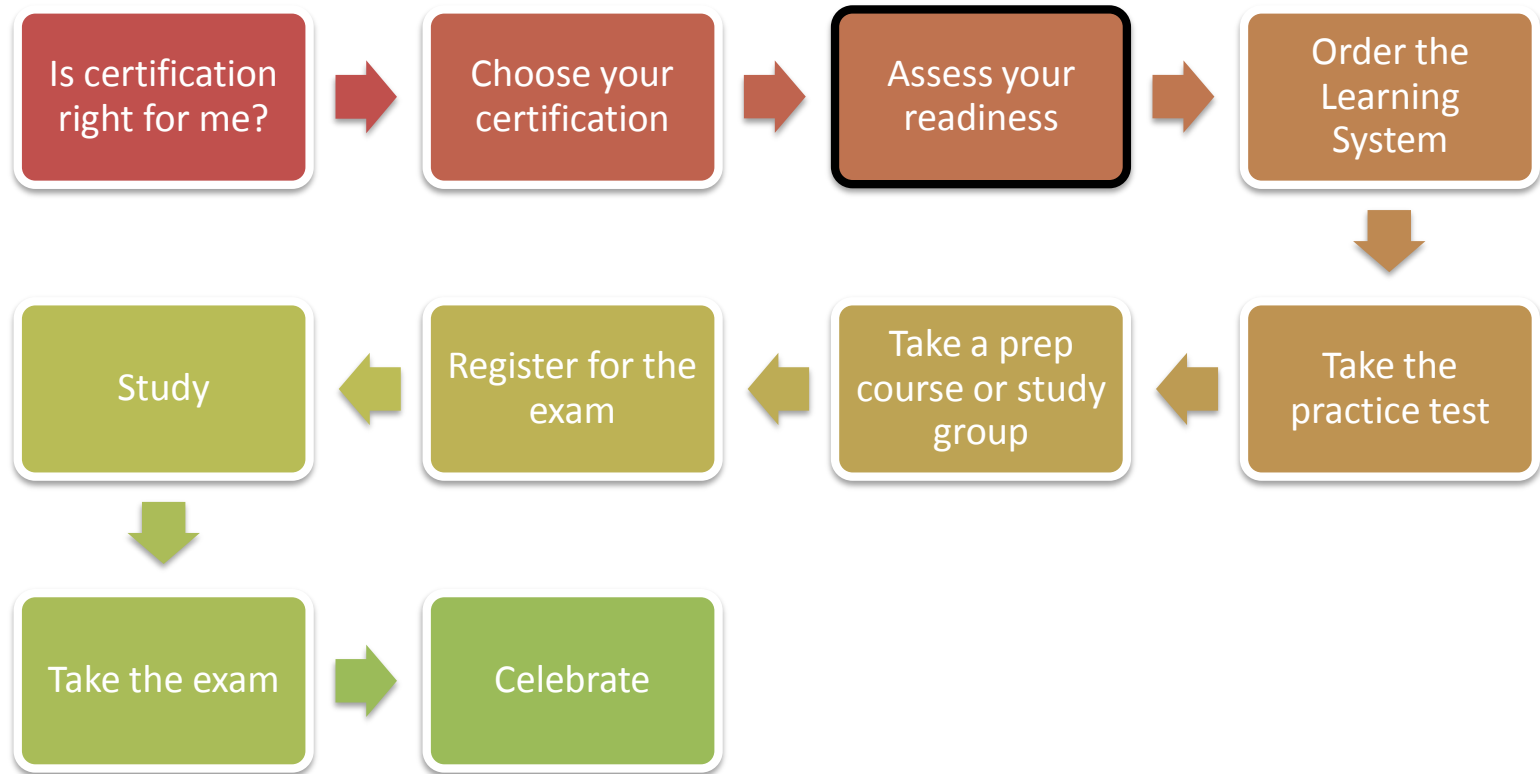 Is certification
right for me?
Choose your
certification
Assess your
readiness
Order the
Learning
System
Take the
practice test
Take a prep
course or study
group
Register for the
exam
Study
Take the exam
Celebrate